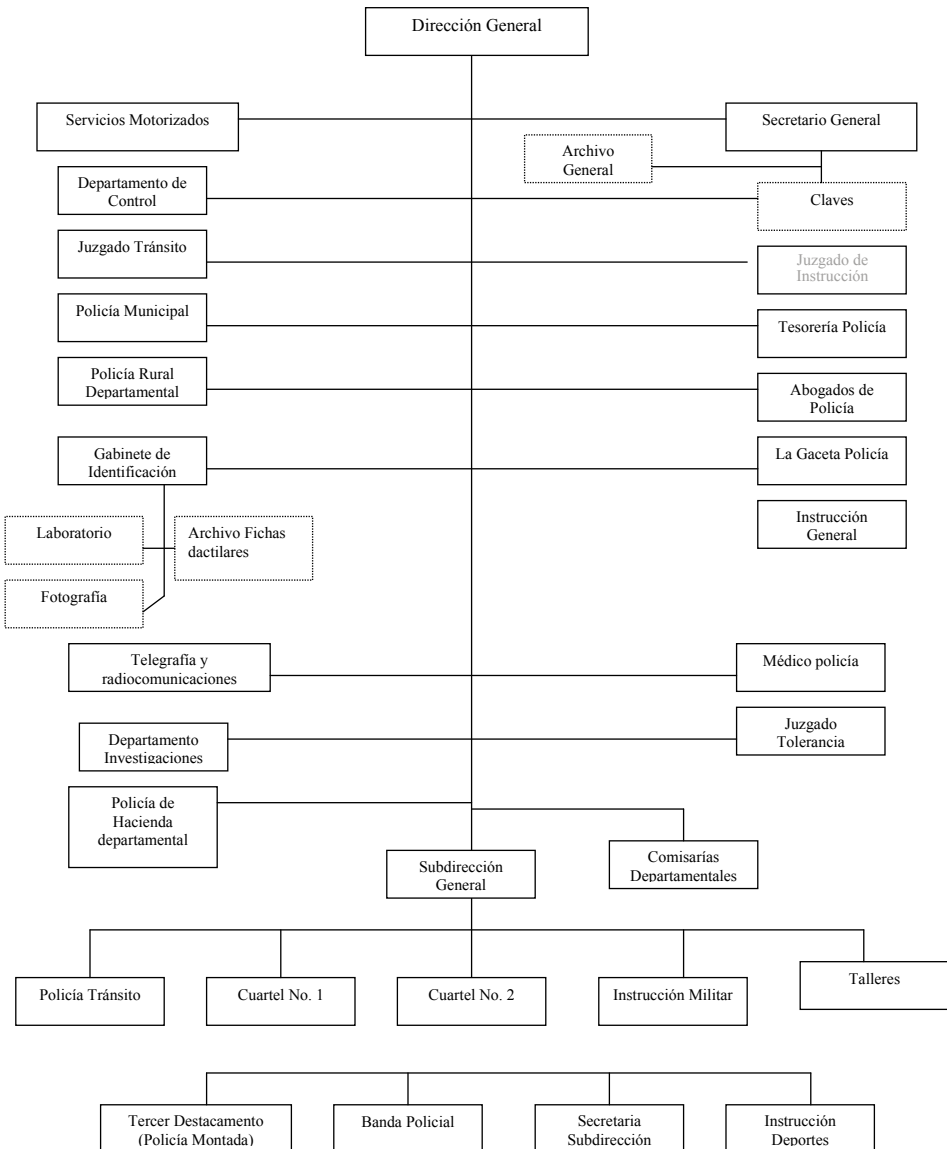 Dirección General
Servicios Motorizados
Secretario General
Archivo
General
Departamento de
Control
Claves
Juzgado Tránsito
Juzgado de
Instrucción
Policía Municipal
Tesorería Policía
Policía Rural
Departamental
Abogados de
Policía
Gabinete de
Identificación
La Gaceta Policía
Instrucción
General
Laboratorio
Archivo Fichas
dactilares
Fotografía
Telegrafía y
radiocomunicaciones
Médico policía
Departamento
Investigaciones
Juzgado
Tolerancia
Policía de
Hacienda
departamental
Subdirección
General
Comisarías
Departamentales
Policía Tránsito
Cuartel No. 1
Cuartel No. 2
Instrucción Militar
Talleres
Tercer Destacamento
(Policía Montada)
Banda Policial
Secretaria
Subdirección
Instrucción
Deportes